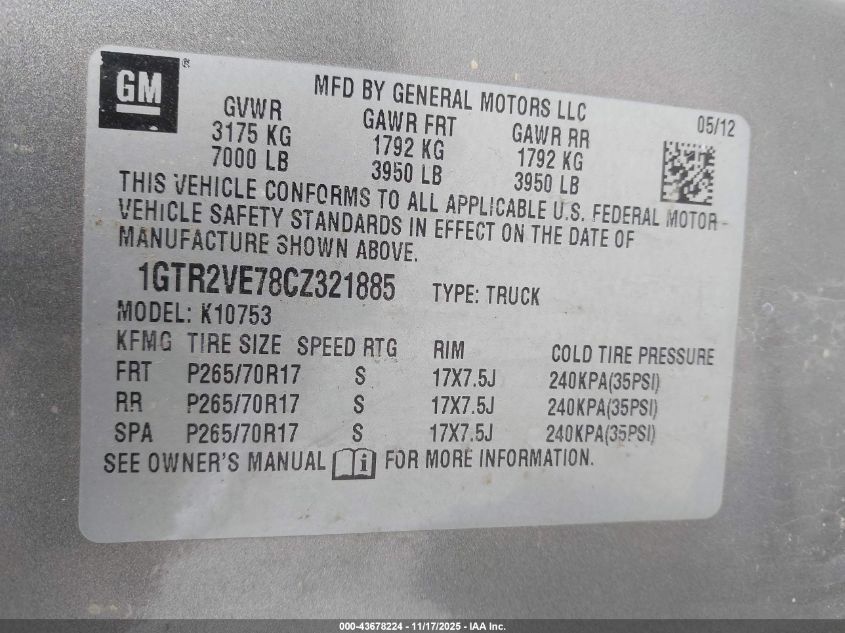 GM ®
MFD BY GENERAL MOTORS LLC
05/12
GVWR GAWR FRT GAWR RR
3175 KG 1792 KG 1792 KG
7000 LB 3950 LB 3950 LB
THIS VEHICLE CONFORMS TO ALL APPLICABLE U.S. FEDERAL MOTOR
VEHICLE SAFETY STANDARDS IN EFFECT ON THE DATE OF
MANUFACTURE SHOWN ABOVE.
1GTR2VE78CZ321885 TYPE: TRUCK
MODEL: K10753
KFMG TIRE SIZE SPEED RTG RIM COLD TIRE PRESSURE
FRT P265/70R17 S 17X7.5J 240KPA(35PSI)
RR P265/70R17 S 17X7.5J 240KPA(35PSI)
SPA P265/70R17 S 17X7.5J 240KPA(35PSI)
SEE OWNER'S MANUAL i FOR MORE INFORMATION.
000-43678224 - 11/17/2025 - IAA Inc.